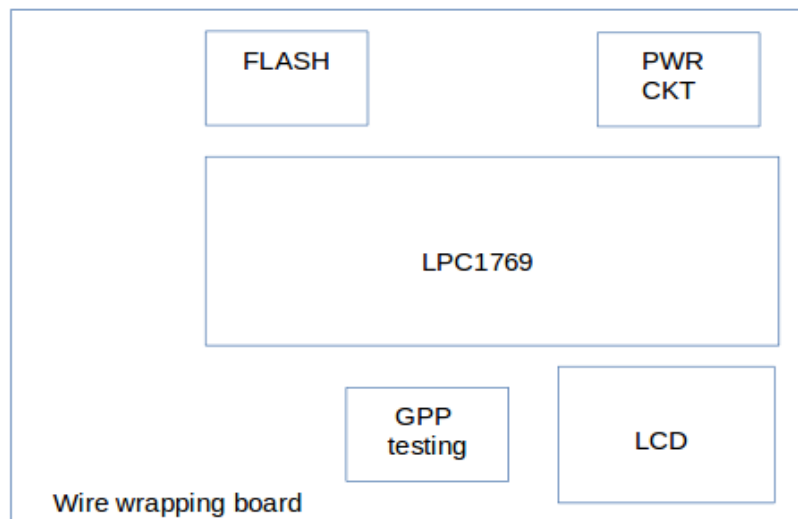 FLASH
PWR
CKT
LPC1769
GPP
testing
LCD
Wire wrapping board